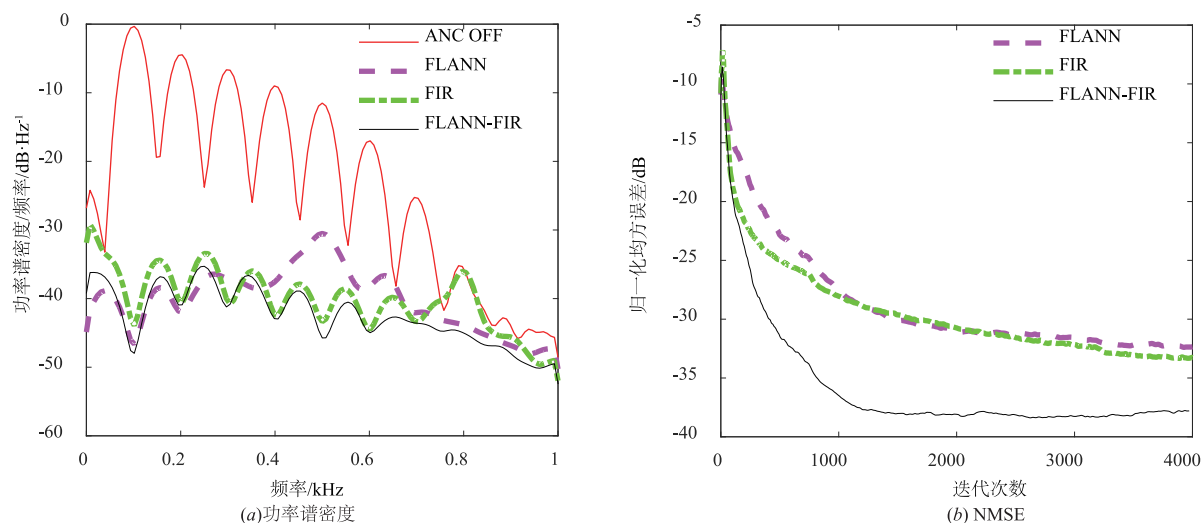 0
-10
-20
-30
-40
-50
-60
功率谱密度/频率/dB·Hz⁻¹
ANC OFF
FLANN
FIR
FLANN-FIR
0
0.2
0.4
0.6
0.8
1
频率/kHz
(a)功率谱密度
-5
-10
-15
-20
-25
-30
-35
-40
归一化均方误差/dB
FLANN
FIR
FLANN-FIR
0
1000
2000
3000
4000
迭代次数
(b) NMSE